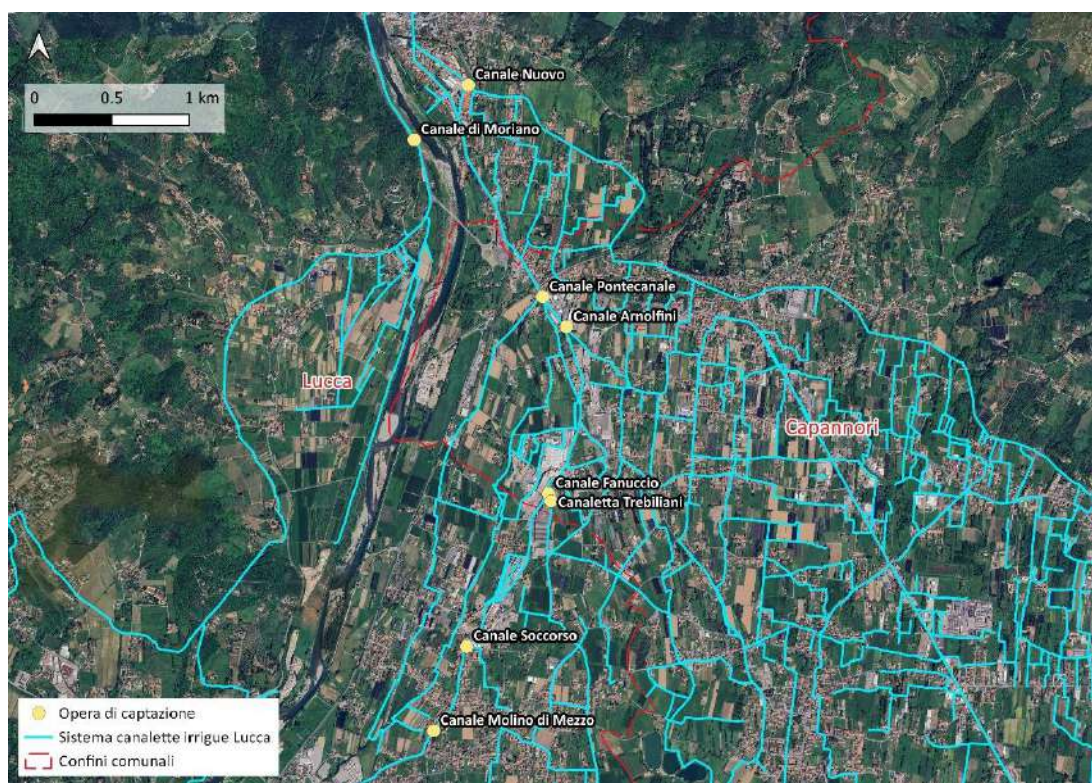 Canale Nuovo
0 0.5 1 km
Canale di Moriano
Canale Pontecanale
Canale Arnolfini
Lucca
Capannori
Canale Fanuccio
Canaletta Trebiliani
Canale Soccorso
Canale Molino di Mezzo
Opera di captazione
Sistema canalette irrigue Lucca
Confini comunali